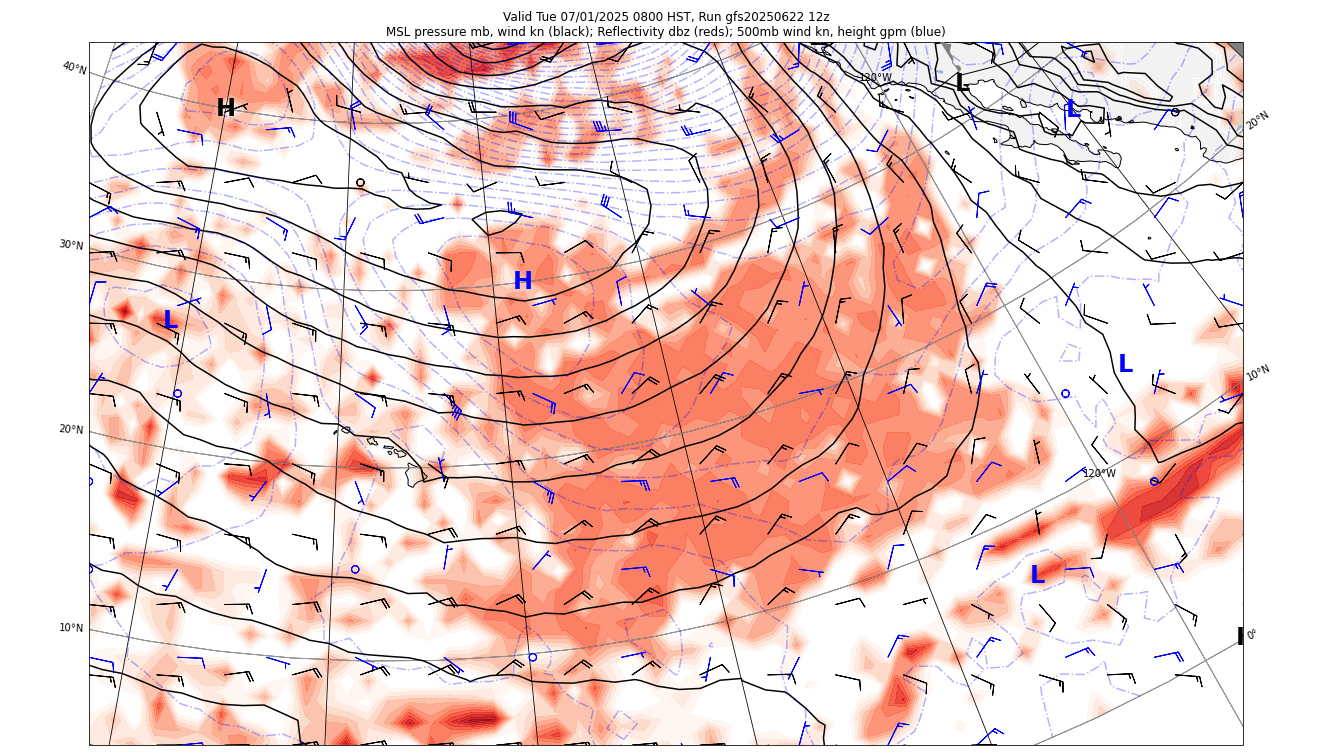 Valid Tue 07/01/2025 0800 HST, Run gfs20250622 12z
MSL pressure mb, wind kn (black); Reflectivity dbz (reds); 500mb wind kn, height gpm (blue)
40°N
120°W
L
H
L
20°N
30°N
H
L
L
10°N
20°N
120°W
L
10°N
0°